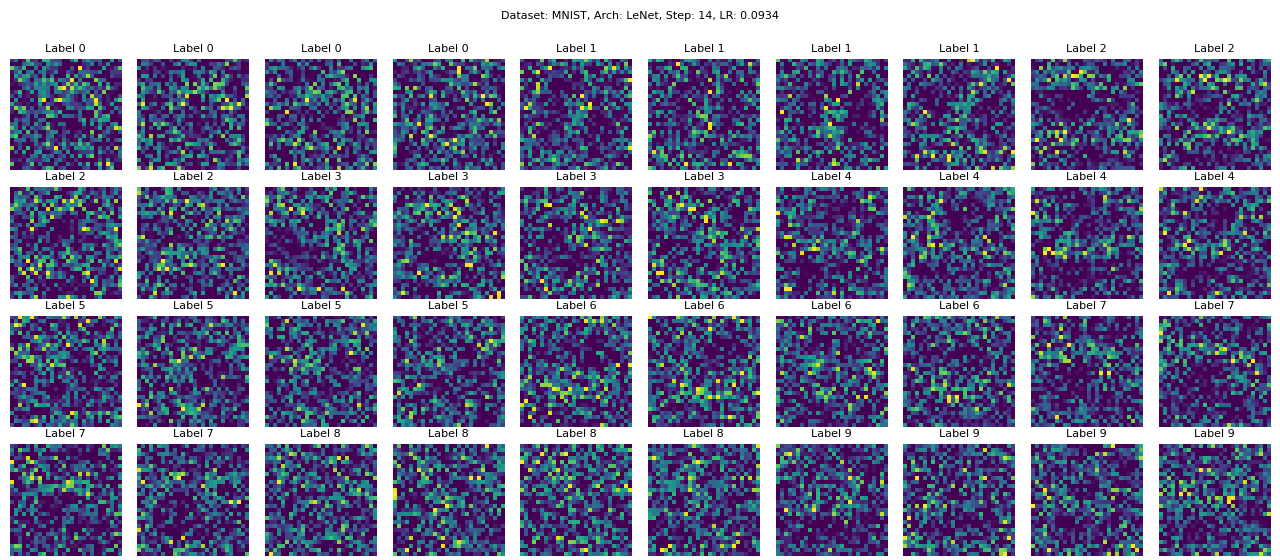 Dataset: MNIST, Arch: LeNet, Step: 14, LR: 0.0934
Label 0 Label 0 Label 0 Label 0 Label 1 Label 1 Label 1 Label 1 Label 2 Label 2
Label 2 Label 2 Label 3 Label 3 Label 3 Label 3 Label 4 Label 4 Label 4 Label 4
Label 5 Label 5 Label 5 Label 5 Label 6 Label 6 Label 6 Label 6 Label 7 Label 7
Label 7 Label 7 Label 8 Label 8 Label 8 Label 8 Label 9 Label 9 Label 9 Label 9